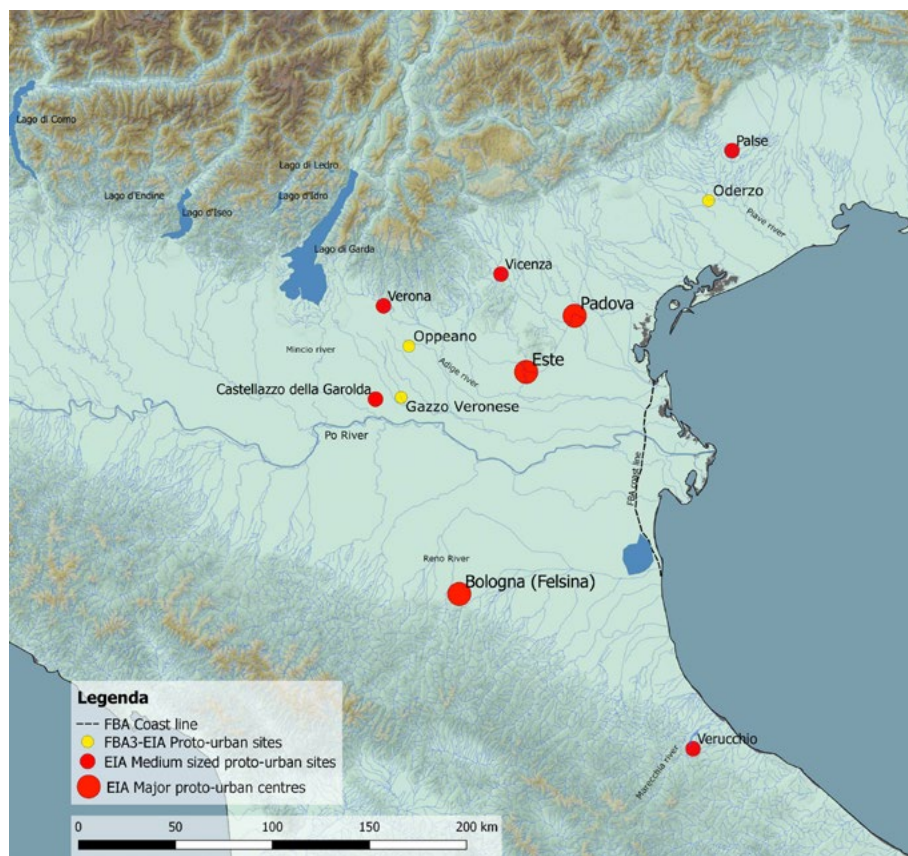 Lago di Como
Lago di Ledro
Lago d'Endine
Lago d'Idro
Lago d'Iseo
Lago di Garda
Palse
Oderzo
Piave river
Vicenza
Verona
Padova
Oppeano
Mincio river
Adige river
Este
Castellazzo della Garolda
Gazzo Veronese
Po River
FBA coast line
Reno River
Bologna (Felsina)
Verucchio
Marecchia river
Legenda
FBA Coast line
FBA3-EIA Proto-urban sites
EIA Medium sized proto-urban sites
EIA Major proto-urban centres
0 50 100 150 200 km